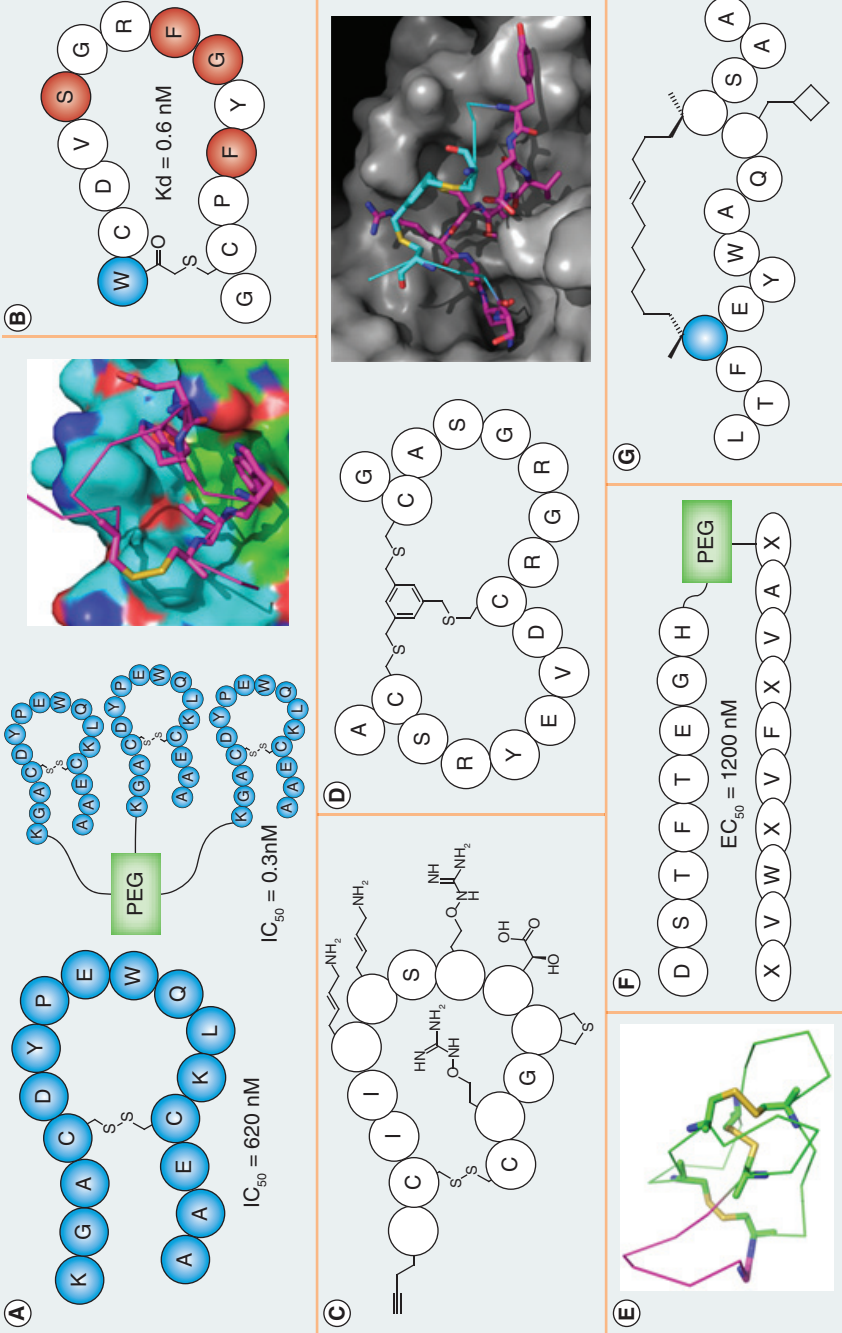 A
K G A C D Y P E W Q L K C E A A
S S
IC₅₀ = 620 nM
PEG
K G A C D Y P E W Q L K C E A A
S S
K G A C D Y P E W Q L K C E A A
S S
K G A C D Y P E W Q L K C E A A
S S
IC₅₀ = 0.3nM
B
W C D V S G R F G Y F P C G
O
S
Kd = 0.6 nM
C
C I I S G C
S S
NH₂
NH₂
O N H NH NH₂
OH O HO
S
O NH HN NH₂
D
A C S R Y E V D C R G R G S A C G
S S S
E
F
D S T F T E G H
PEG
EC₅₀ = 1200 nM
X V W X V F X V A X
G
L T F E Y W A Q S A A